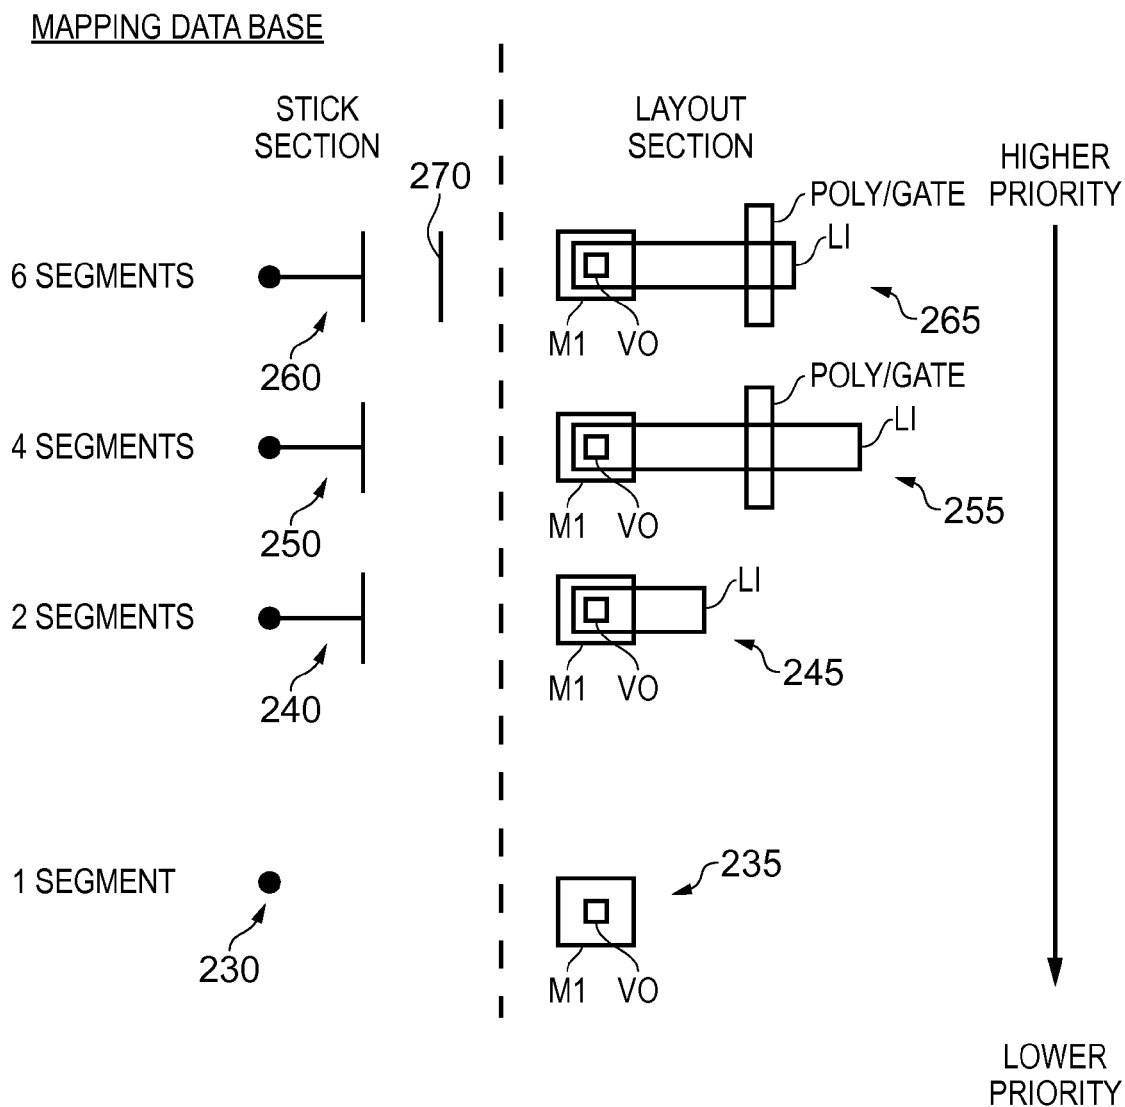 MAPPING DATA BASE
STICK
SECTION
LAYOUT
SECTION
HIGHER
PRIORITY
270
POLY/GATE
LI
6 SEGMENTS
265
M1
VO
260
POLY/GATE
LI
4 SEGMENTS
255
M1
VO
250
LI
2 SEGMENTS
245
M1
VO
240
235
1 SEGMENT
230
M1
VO
LOWER
PRIORITY